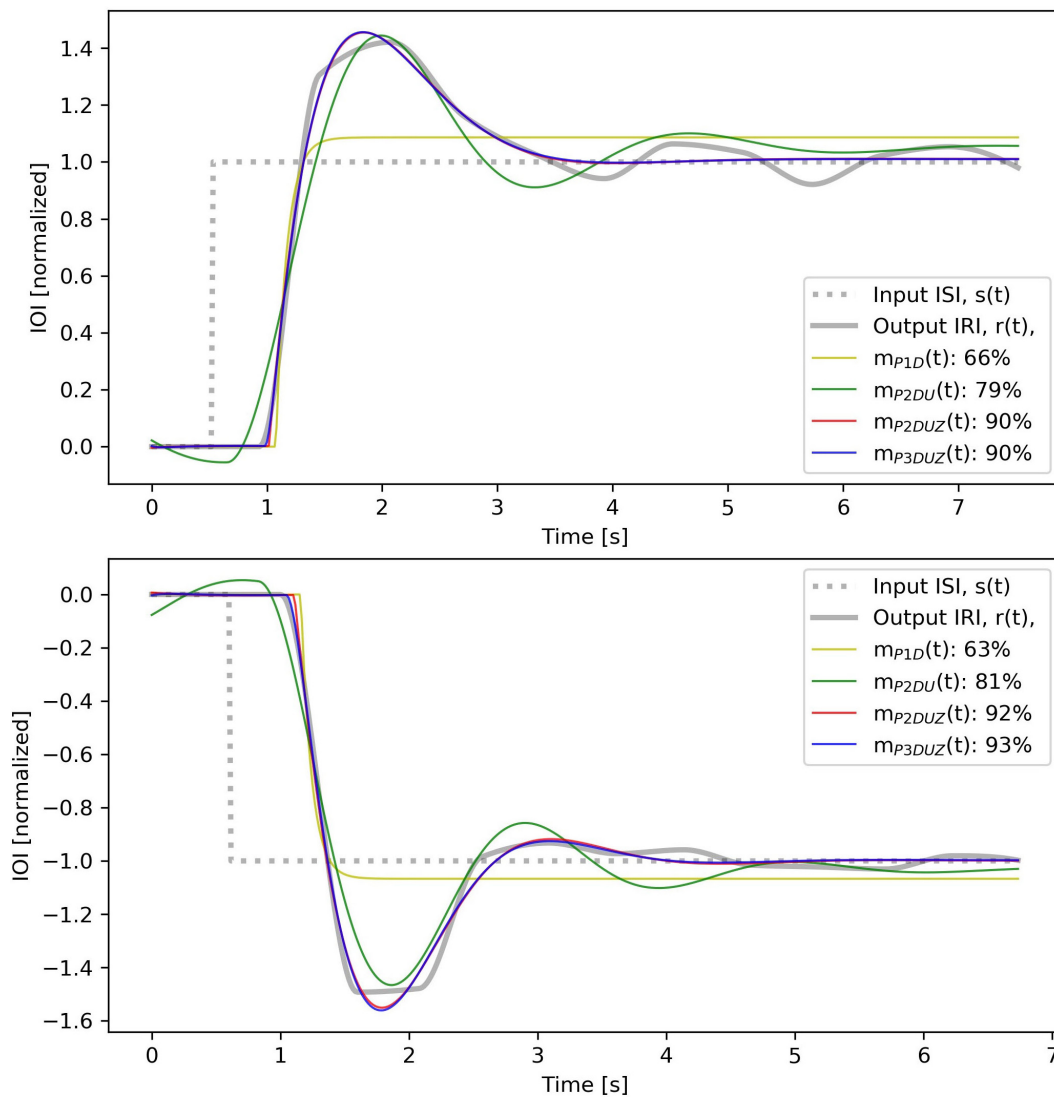 1.4
1.2
1.0
0.8
0.6
0.4
0.2
0.0
IOI [normalized]
Input ISI, s(t)
Output IRI, r(t),
mP1D(t): 66%
mP2DU(t): 79%
mP2DUZ(t): 90%
mP3DUZ(t): 90%
0 1 2 3 4 5 6 7
Time [s]
0.0
−0.2
−0.4
−0.6
−0.8
−1.0
−1.2
−1.4
−1.6
IOI [normalized]
Input ISI, s(t)
Output IRI, r(t),
mP1D(t): 63%
mP2DU(t): 81%
mP2DUZ(t): 92%
mP3DUZ(t): 93%
0 1 2 3 4 5 6 7
Time [s]